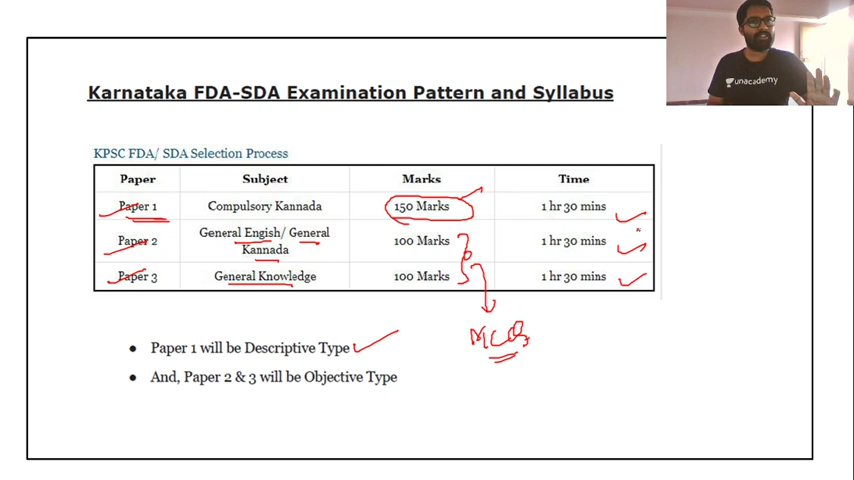 unacademy
Karnataka FDA-SDA Examination Pattern and Syllabus
KPSC FDA/ SDA Selection Process
Paper Subject Marks Time
Paper 1 Compulsory Kannada 150 Marks 1 hr 30 mins
Paper 2 General Engish/ General Kannada 100 Marks 1 hr 30 mins
Paper 3 General Knowledge 100 Marks 1 hr 30 mins
MCQs
• Paper 1 will be Descriptive Type
• And, Paper 2 & 3 will be Objective Type